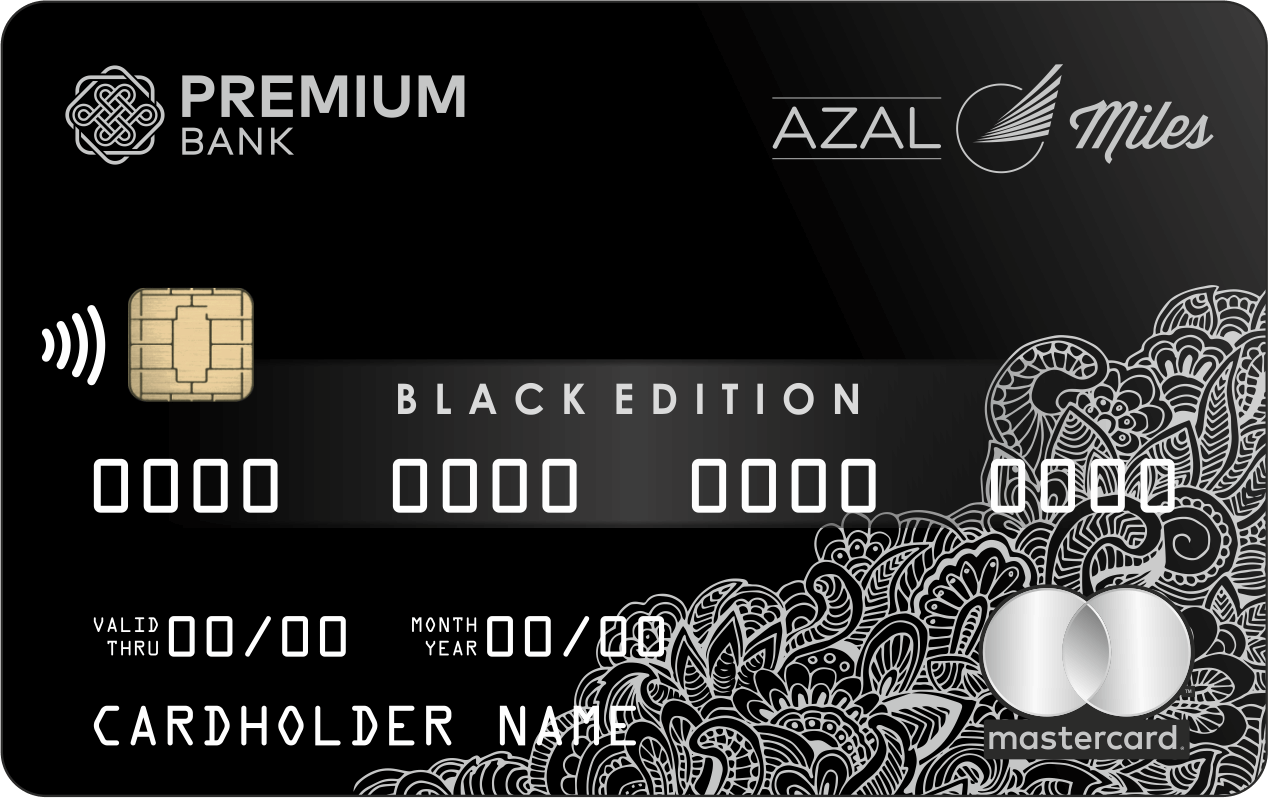 PREMIUM
BANK
AZAL Miles
BLACK EDITION
0000 0000 0000 0000
VALID THRU 00/00 MONTH YEAR 00/00
CARDHOLDER NAME
mastercard.